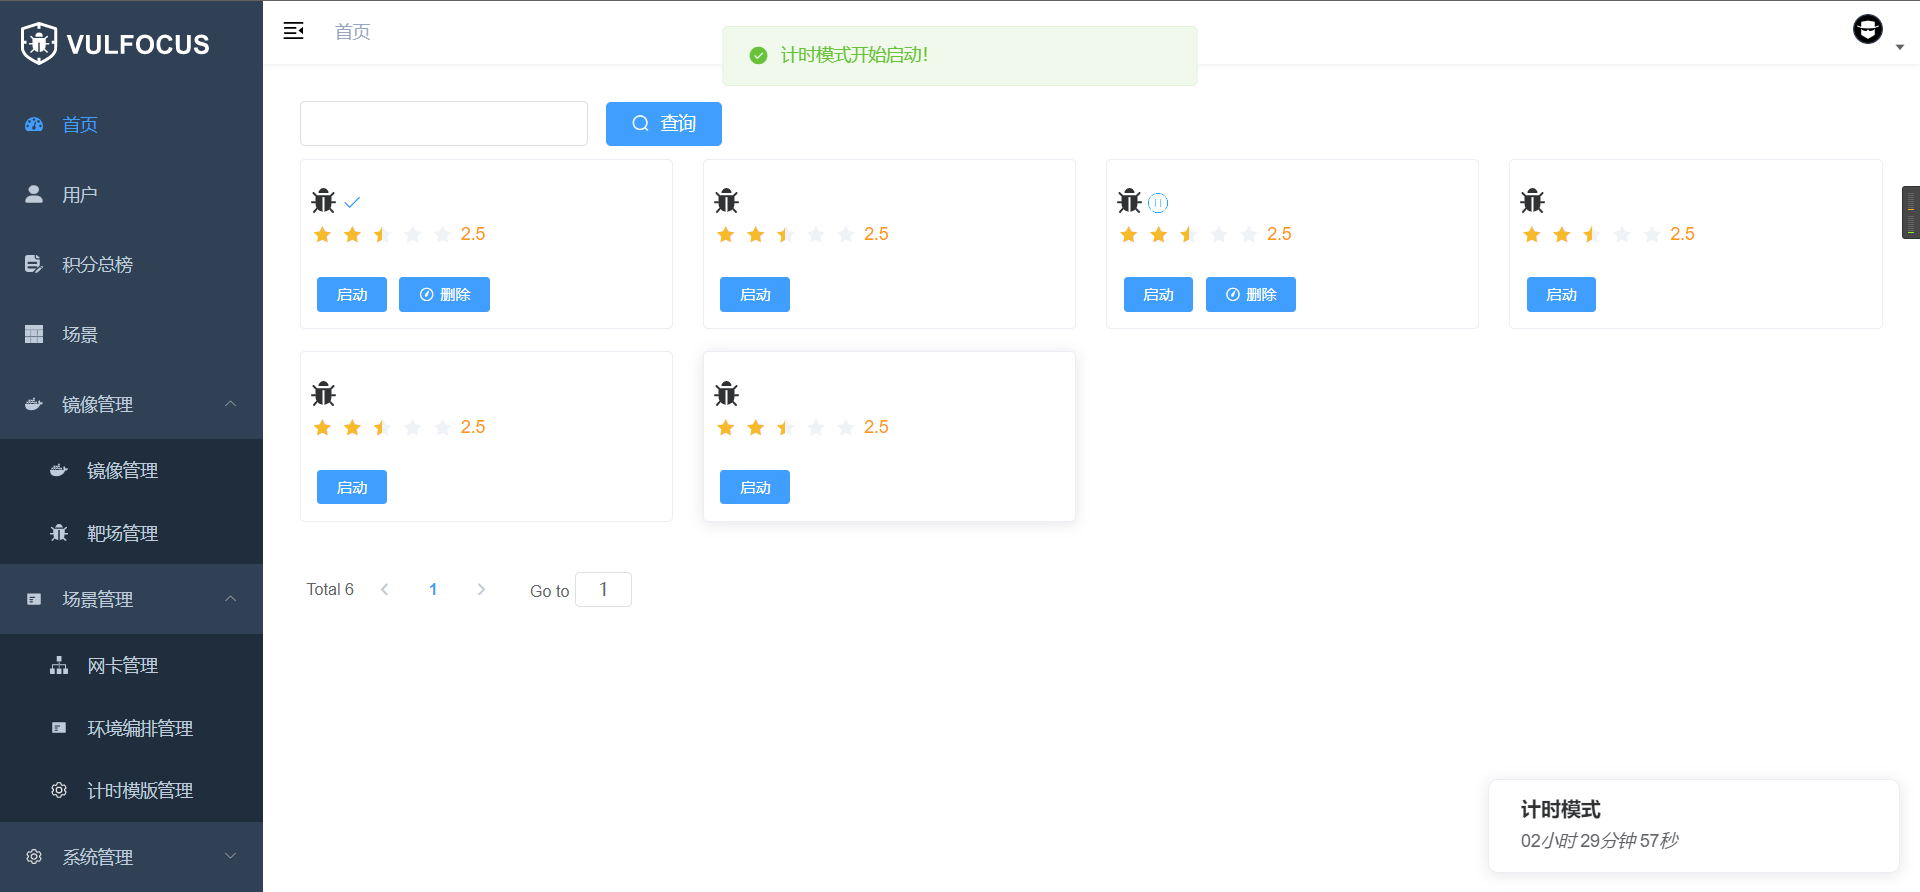 VULFOCUS
首页
用户
积分总榜
场景
镜像管理
镜像管理
靶场管理
场景管理
网卡管理
环境编排管理
计时模版管理
系统管理
首页
计时模式开始启动!
查询
2.5
启动
删除
2.5
启动
2.5
启动
删除
2.5
启动
2.5
启动
2.5
启动
Total 6
1
Go to
1
计时模式
02小时 29分钟 57秒